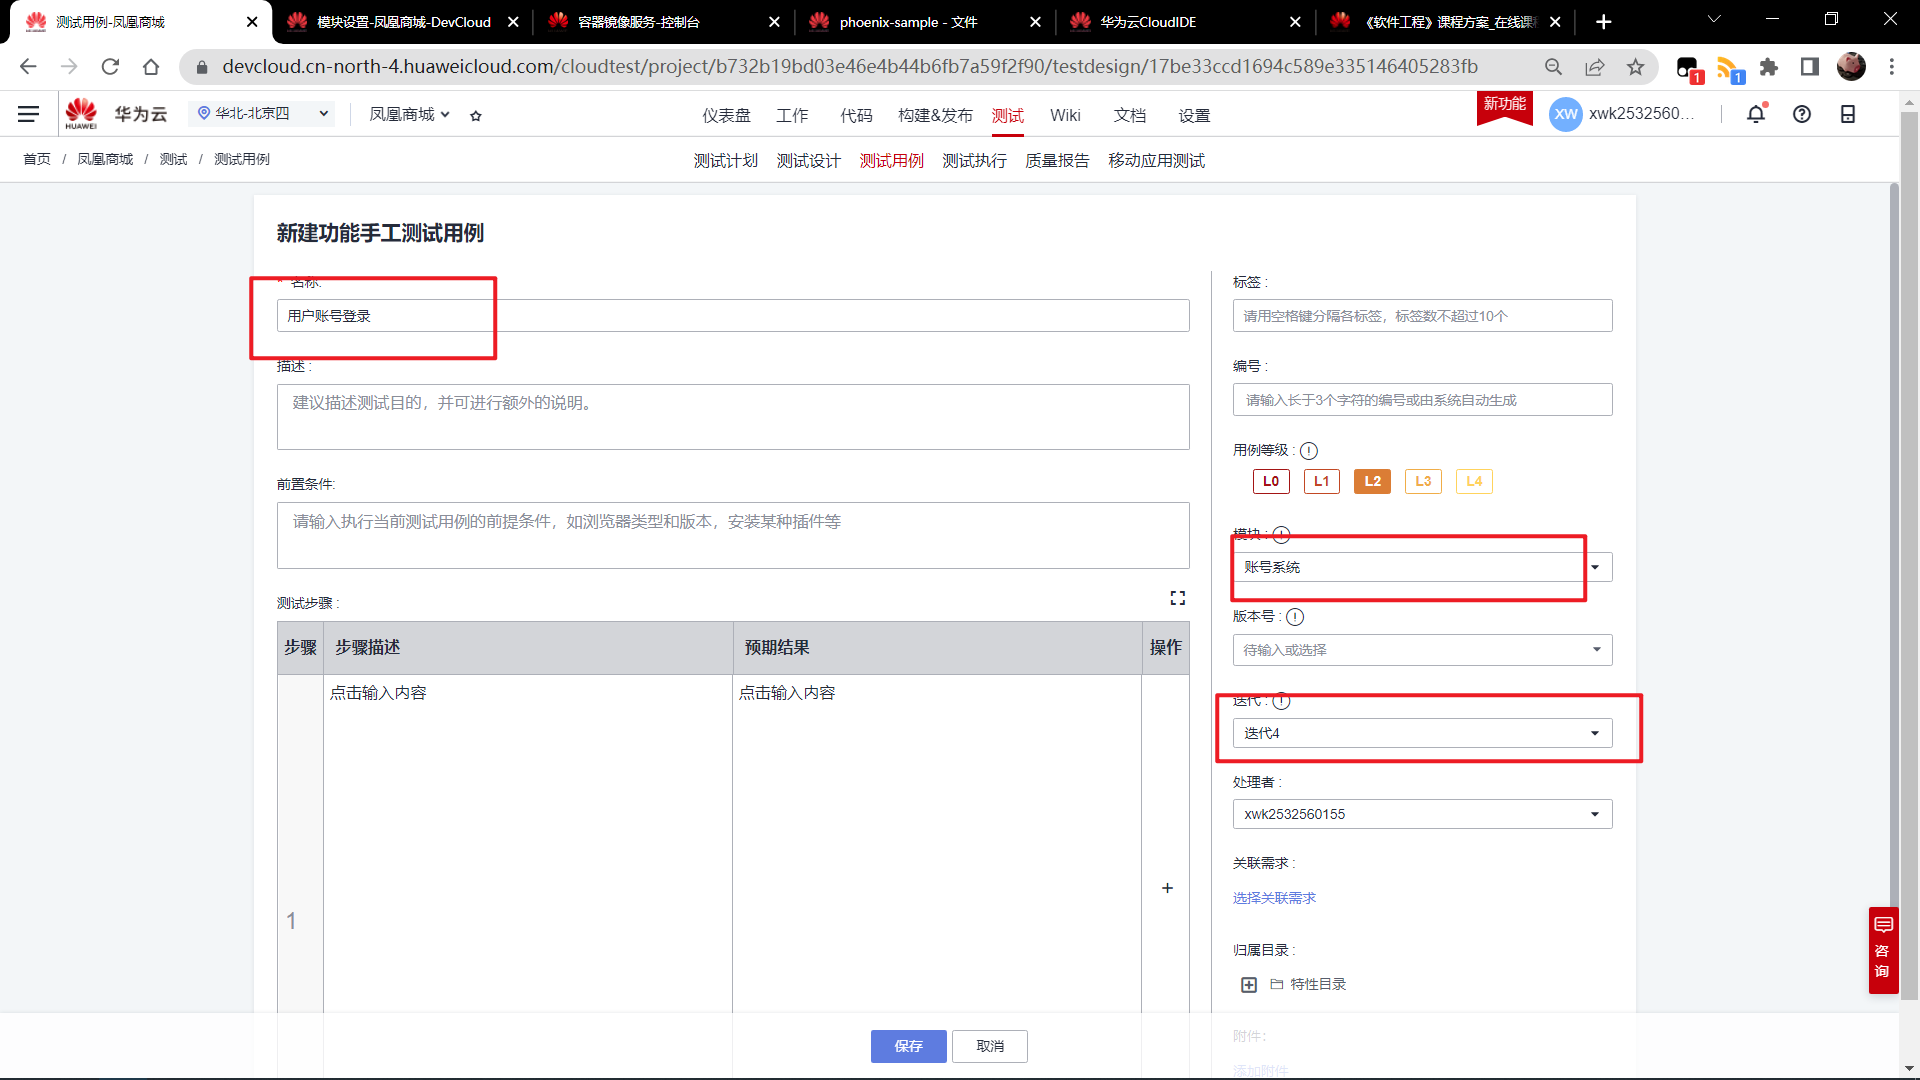 测试用例-凤凰商城
模块设置-凤凰商城-DevCloud
容器镜像服务-控制台
phoenix-sample - 文件
华为云CloudIDE
《软件工程》课程方案_在线课
devcloud.cn-north-4.huaweicloud.com/cloudtest/project/b732b19bd03e46e4b44b6fb7a59f2f90/testdesign/17be33ccd1694c589e335146405283fb
1
1
HUAWEI
华为云
华北-北京四
凤凰商城
仪表盘
工作
代码
构建&发布
测试
Wiki
文档
设置
新功能
XW
xwk2532560...
首页 / 凤凰商城 / 测试 / 测试用例
测试计划
测试设计
测试用例
测试执行
质量报告
移动应用测试
新建功能手工测试用例
* 名称:
用户账号登录
描述 :
建议描述测试目的，并可进行额外的说明。
前置条件:
请输入执行当前测试用例的前提条件，如浏览器类型和版本，安装某种插件等
测试步骤 :
步骤
步骤描述
预期结果
操作
点击输入内容
点击输入内容
1
+
标签 :
请用空格键分隔各标签，标签数不超过10个
编号 :
请输入长于3个字符的编号或由系统自动生成
用例等级 :
L0
L1
L2
L3
L4
模块 :
账号系统
版本号 :
待输入或选择
迭代 :
迭代4
处理者 :
xwk2532560155
关联需求 :
选择关联需求
归属目录 :
特性目录
附件:
添加附件
保存
取消
咨
询